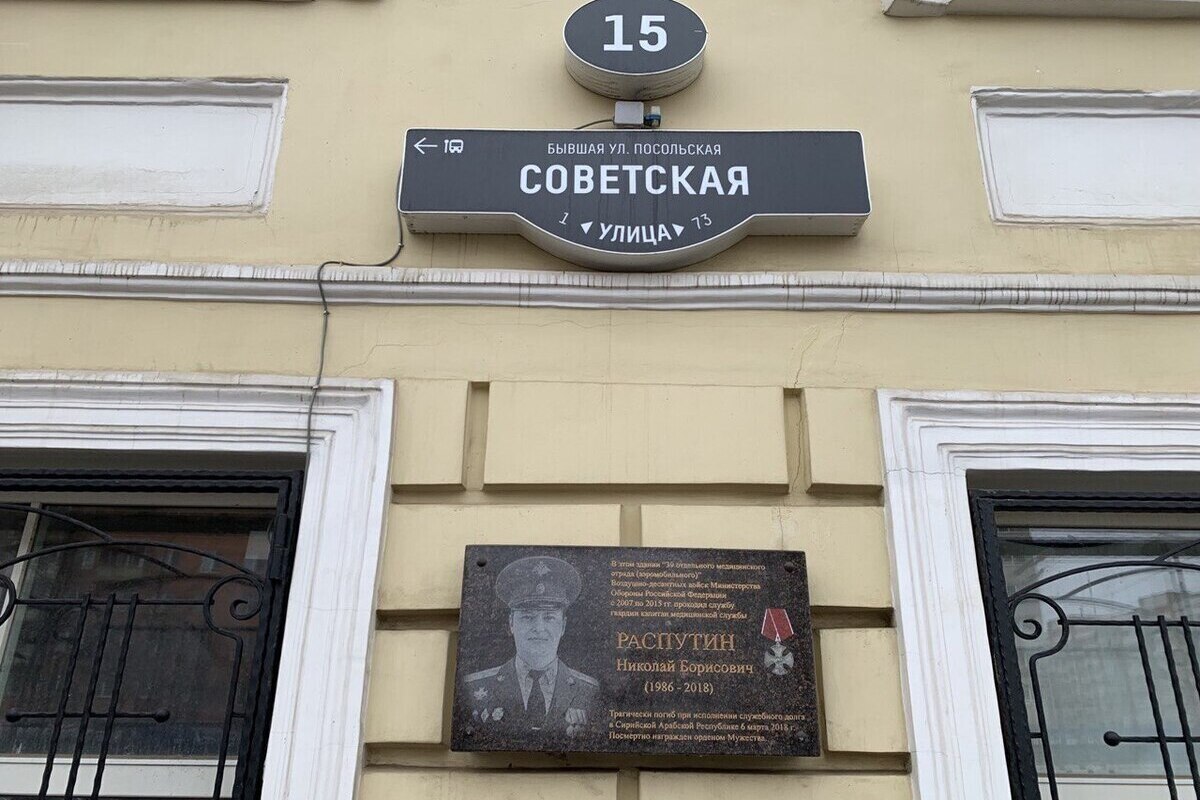 15
БЫВШАЯ УЛ. ПОСОЛЬСКАЯ
СОВЕТСКАЯ
1 УЛИЦА 73
В этом здании "39 отдельного медицинского
отряда (аэромобильного)"
Воздушно-десантных войск Министерства
Обороны Российской Федерации
с 2007 по 2015 гг. проходил службу
гвардии капитан медицинской службы
РАСПУТИН
Николай Борисович
(1986 - 2018)
Трагически погиб при исполнении служебного долга
в Сирийской Арабской Республике 6 марта 2018 г.
Посмертно награжден орденом Мужества.